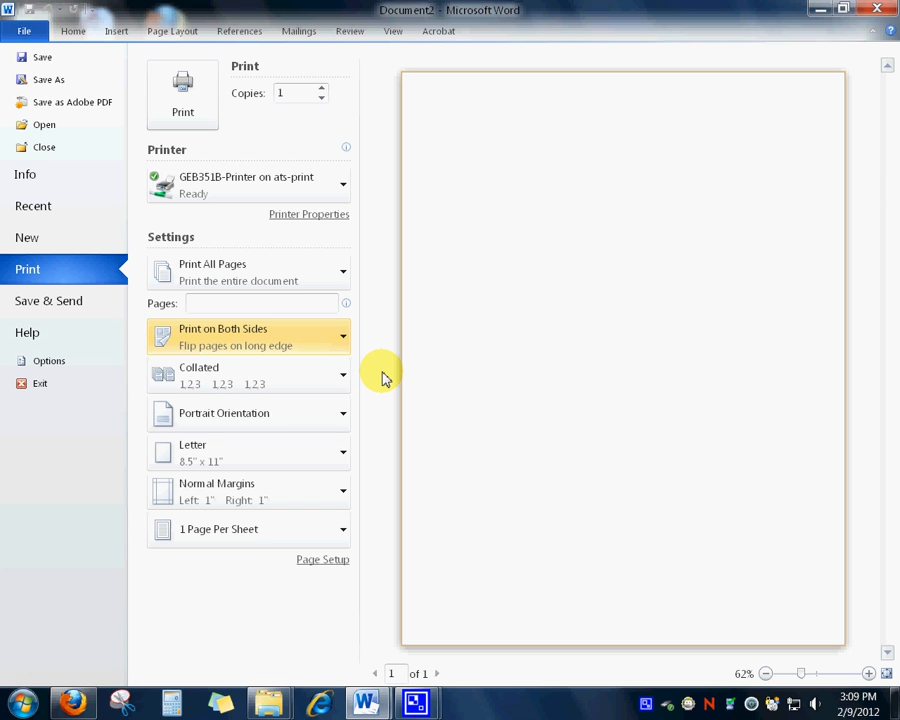 Document2 - Microsoft Word
File Home Insert Page Layout References Mailings Review View Acrobat
Save
Save As
Save as Adobe PDF
Open
Close
Info
Recent
New
Print
Save & Send
Help
Options
Exit
Print
Print
Copies: 1
Printer
GEB351B-Printer on ats-print
Ready
Printer Properties
Settings
Print All Pages
Print the entire document
Pages:
Print on Both Sides
Flip pages on long edge
Collated
1,2,3 1,2,3 1,2,3
Portrait Orientation
Letter
8.5" x 11"
Normal Margins
Left: 1" Right: 1"
1 Page Per Sheet
Page Setup
1 of 1
62%
3:09 PM
2/9/2012